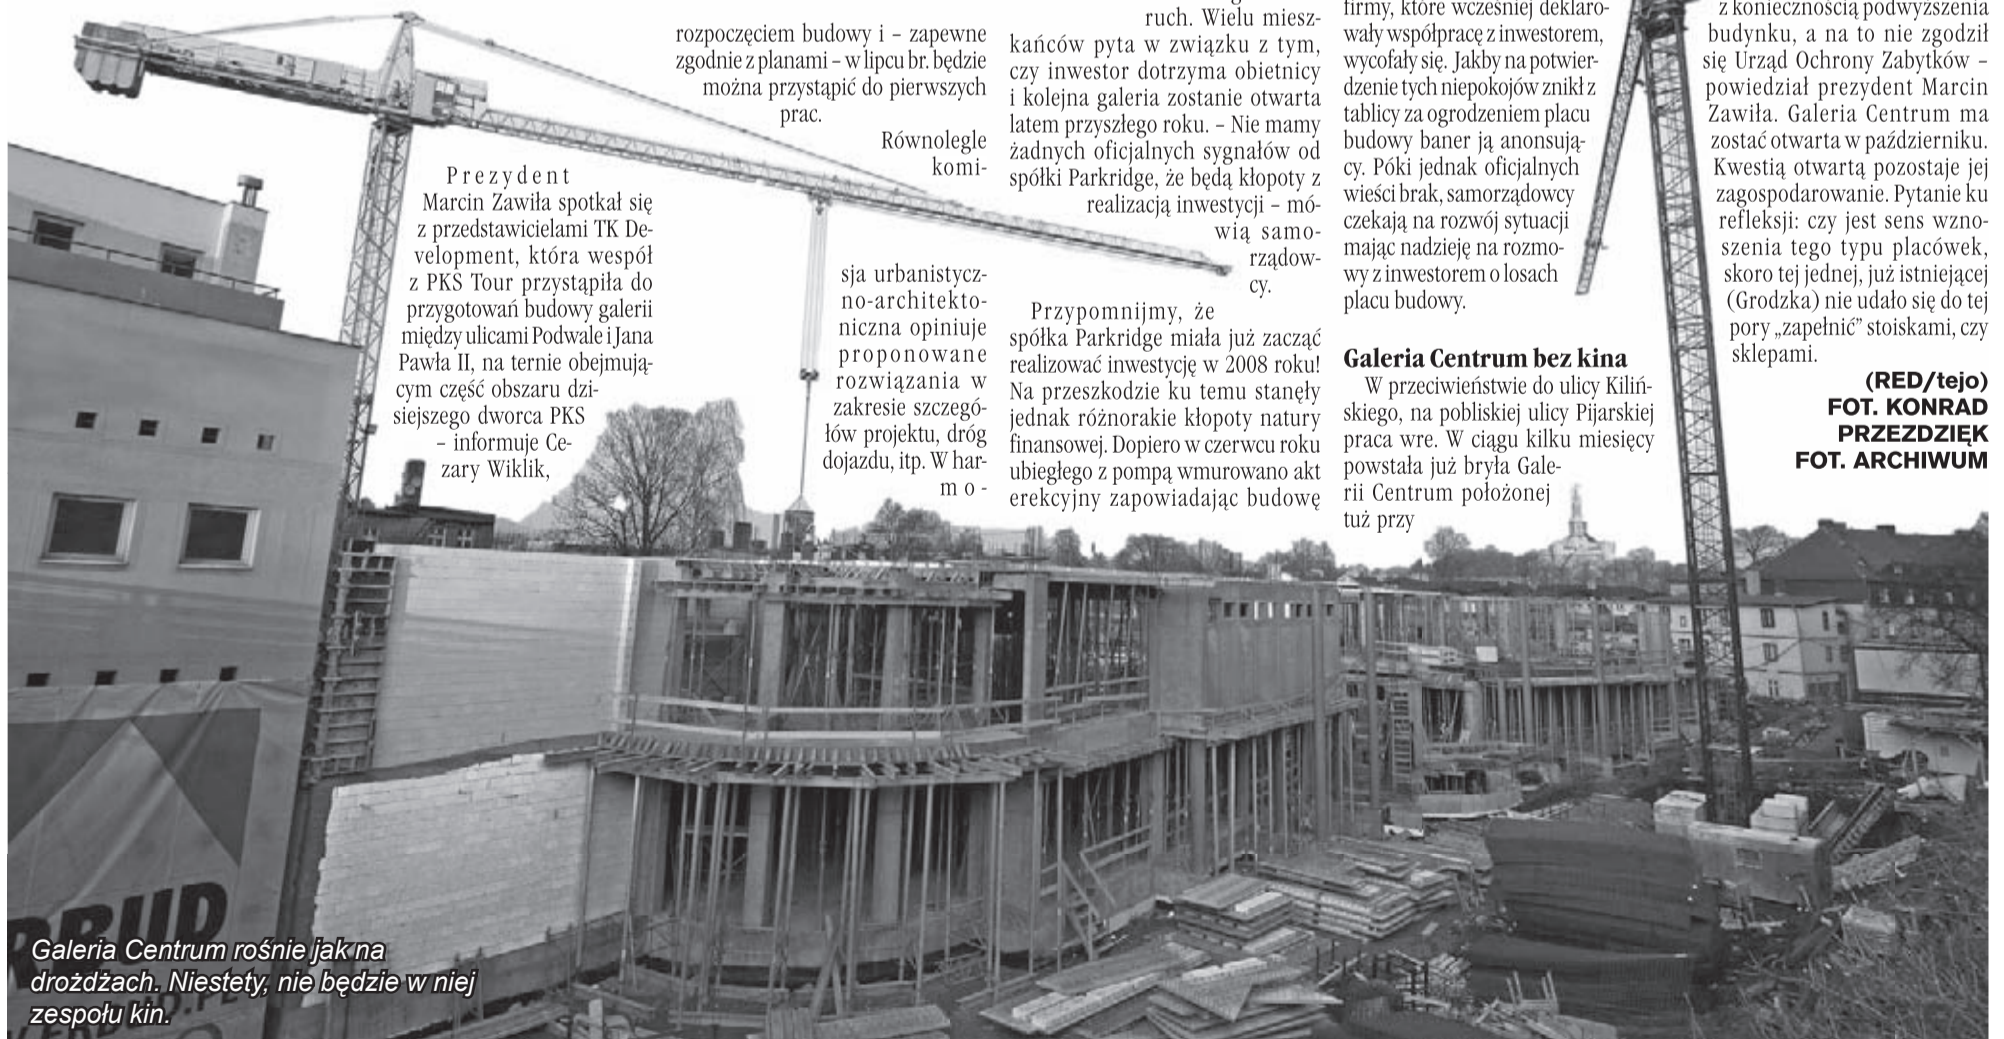 Prezydent
Marcin Zawiła spotkał się
z przedstawicielami TK De-
velopment, która wespół
z PKS Tour przystąpiła do
przygotowań budowy galerii
między ulicami Podwale i Jana
Pawła II, na ternie obejmują-
cym część obszaru dzi-
siejszego dworca PKS
– informuje Ce-
zary Wiklik,
rozpoczęciem budowy i – zapewne
zgodnie z planami – w lipcu br. będzie
można przystąpić do pierwszych
prac.
Równolegle
komi-
sja urbanistycz-
no-architekto-
niczna opiniuje
proponowane
rozwiązania w
zakresie szczegó-
łów projektu, dróg
dojazdu, itp. W har-
mo-
ruch. Wielu miesz-
kańców pyta w związku z tym,
czy inwestor dotrzyma obietnicy
i kolejna galeria zostanie otwarta
latem przyszłego roku. – Nie mamy
żadnych oficjalnych sygnałów od
spółki Parkridge, że będą kłopoty z
realizacją inwestycji – mó-
wią samo-
rządow-
cy.
Przypomnijmy, że
spółka Parkridge miała już zacząć
realizować inwestycję w 2008 roku!
Na przeszkodzie ku temu stanęły
jednak różnorakie kłopoty natury
finansowej. Dopiero w czerwcu roku
ubiegłego z pompą wmurowano akt
erekcyjny zapowiadając budowę
firmy, które wcześniej deklaro-
wały współpracę z inwestorem,
wycofały się. Jakby na potwier-
dzenie tych niepokojów znikł z
tablicy za ogrodzeniem placu
budowy baner ją anonsują-
cy. Póki jednak oficjalnych
wieści brak, samorządowcy
czekają na rozwój sytuacji
mając nadzieję na rozmo-
wy z inwestorem o losach
placu budowy.
Galeria Centrum bez kina
W przeciwieństwie do ulicy Kiliń-
skiego, na pobliskiej ulicy Pijarskiej
praca wre. W ciągu kilku miesięcy
powstała już bryła Gale-
rii Centrum położonej
tuż przy
z koniecznością podwyższenia
budynku, a na to nie zgodził
się Urząd Ochrony Zabytków –
powiedział prezydent Marcin
Zawiła. Galeria Centrum ma
zostać otwarta w październiku.
Kwestią otwartą pozostaje jej
zagospodarowanie. Pytanie ku
refleksji: czy jest sens wzno-
szenia tego typu placówek,
skoro tej jednej, już istniejącej
(Grodzka) nie udało się do tej
pory „zapełnić” stoiskami, czy
sklepami.
(RED/tejo)
FOT. KONRAD
PRZEZDZIĘK
FOT. ARCHIWUM
Galeria Centrum rośnie jak na
drożdżach. Niestety, nie będzie w niej
zespołu kin.